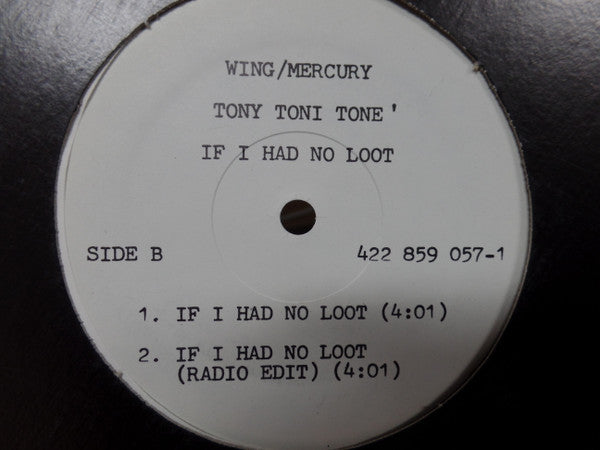 WING/MERCURY
TONY TONI TONE'
IF I HAD NO LOOT
SIDE B 422 859 057-1
1. IF I HAD NO LOOT (4:01)
2. IF I HAD NO LOOT
(RADIO EDIT) (4:01)